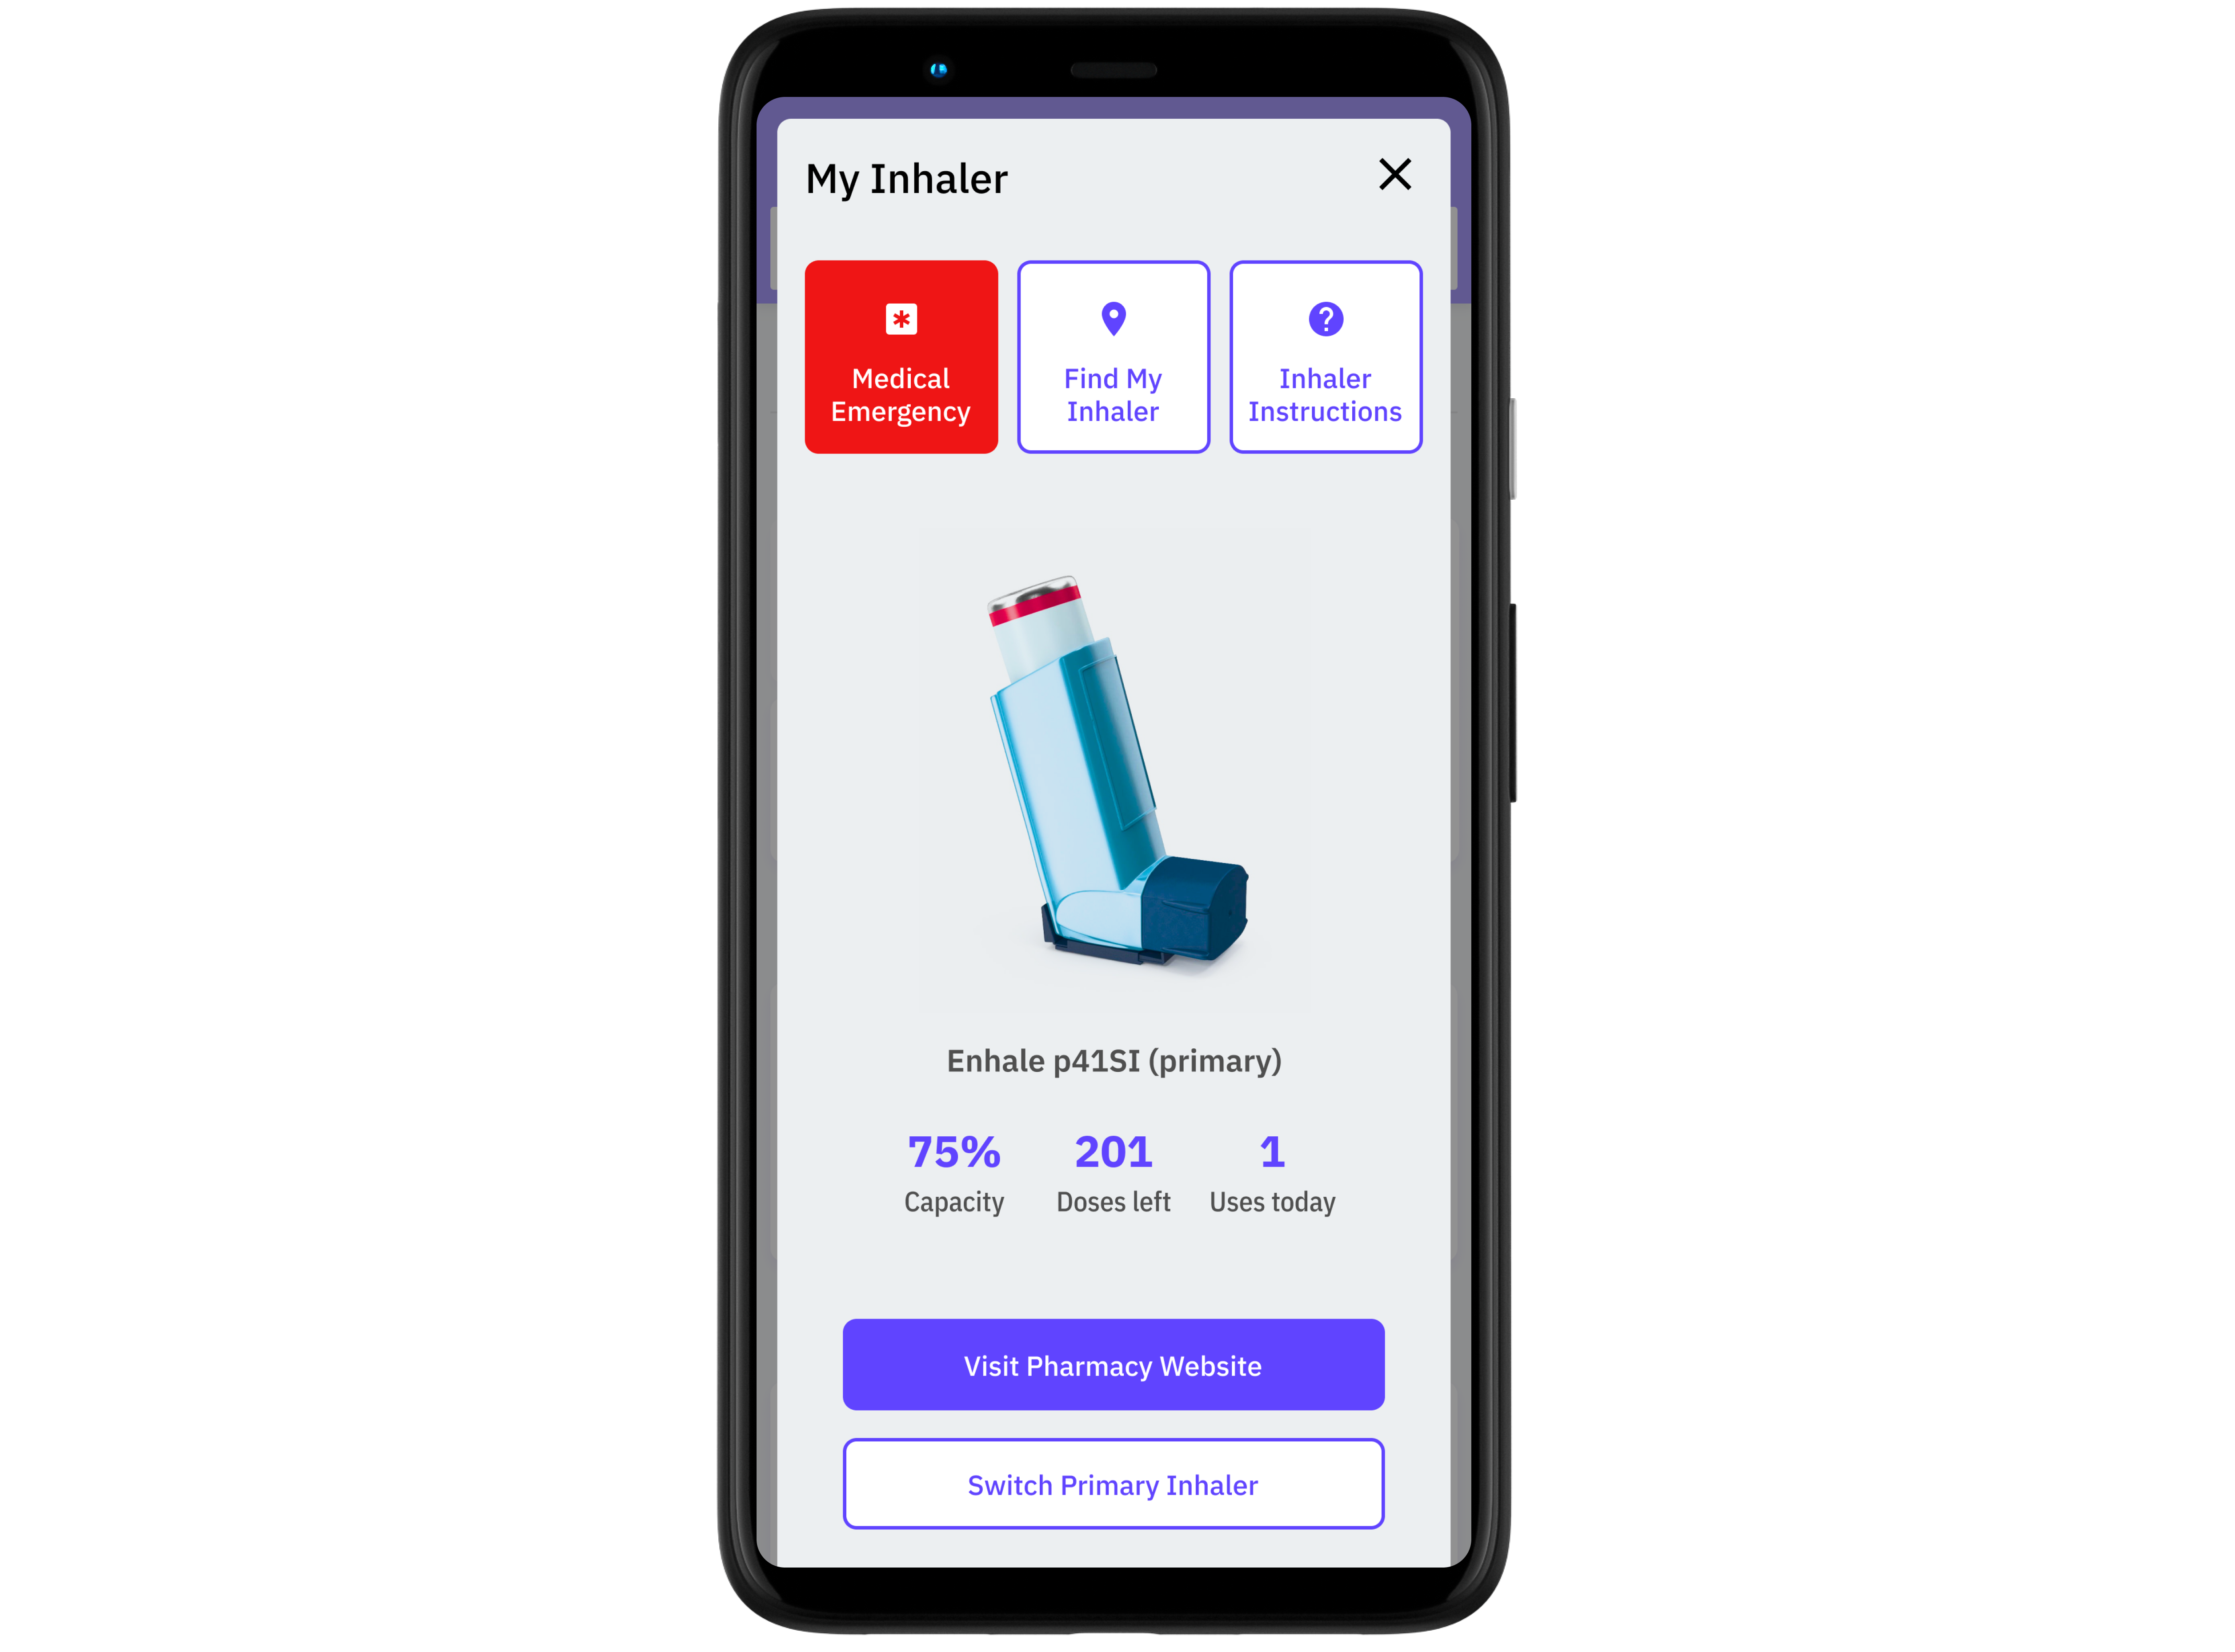 My Inhaler
Medical
Emergency
Find My
Inhaler
Inhaler
Instructions
Enhale p41SI (primary)
75%
Capacity
201
Doses left
1
Uses today
Visit Pharmacy Website
Switch Primary Inhaler